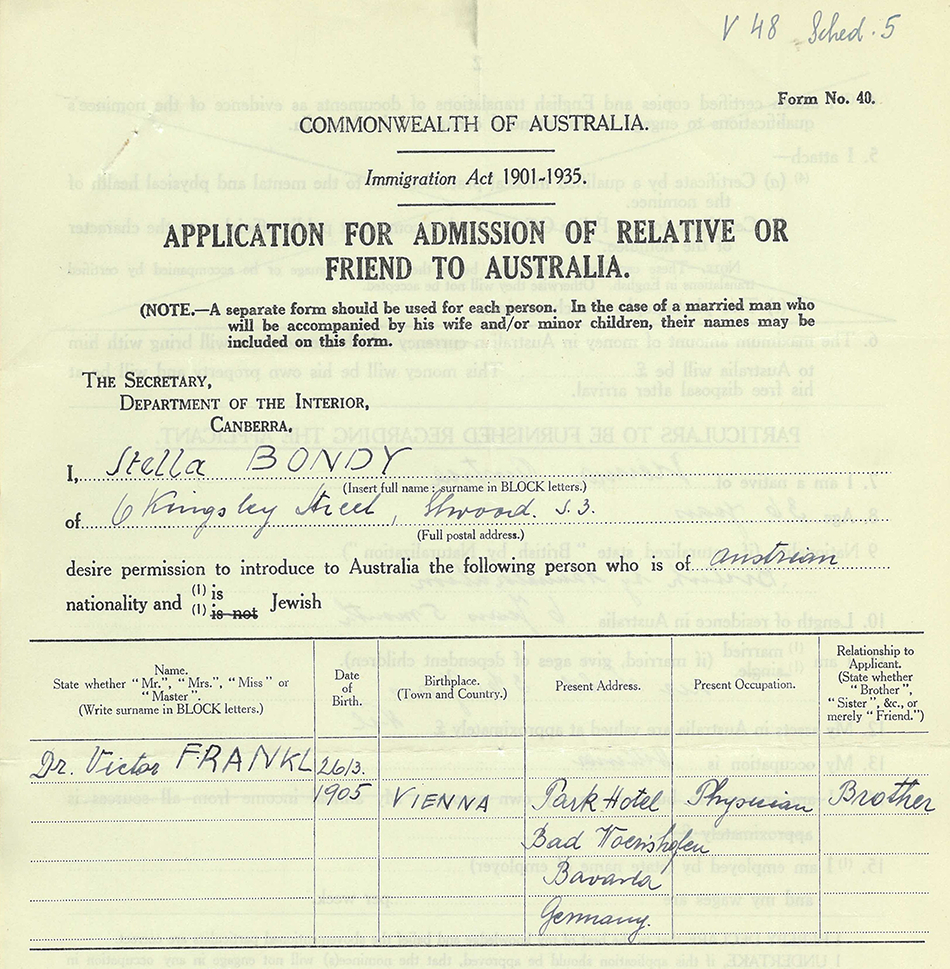 V 48 Sched. 5
Form No. 40.
COMMONWEALTH OF AUSTRALIA.
Immigration Act 1901-1935.
APPLICATION FOR ADMISSION OF RELATIVE OR
FRIEND TO AUSTRALIA.
(NOTE.—A separate form should be used for each person. In the case of a married man who
will be accompanied by his wife and/or minor children, their names may be
included on this form.
THE SECRETARY,
DEPARTMENT OF THE INTERIOR,
CANBERRA.
I, Stella BONDY
(Insert full name: surname in BLOCK letters.)
of 6 Kingsley Street, Elwood. S.3.
(Full postal address.)
desire permission to introduce to Australia the following person who is of austrian
nationality and (1) is
(1) is not Jewish
Name.
State whether "Mr.", "Mrs.", "Miss" or
"Master".
(Write surname in BLOCK letters.)
Date
of
Birth.
Birthplace.
(Town and Country.)
Present Address.
Present Occupation.
Relationship to
Applicant.
(State whether
"Brother",
"Sister", &c., or
merely "Friend.")
Dr. Victor FRANKL
26/3.
1905
VIENNA
Park Hotel
Bad Woerishofen
Bavaria
Germany.
Physician
Brother